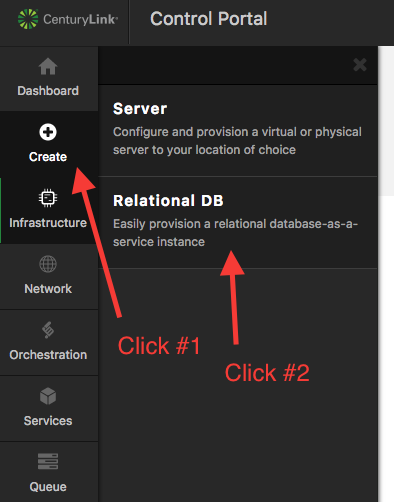 CenturyLink®
Control Portal
Dashboard
Create
Infrastructure
Network
Orchestration
Services
Queue
Server
Configure and provision a virtual or physical
server to your location of choice
Relational DB
Easily provision a relational database-as-a-
service instance
Click #1
Click #2